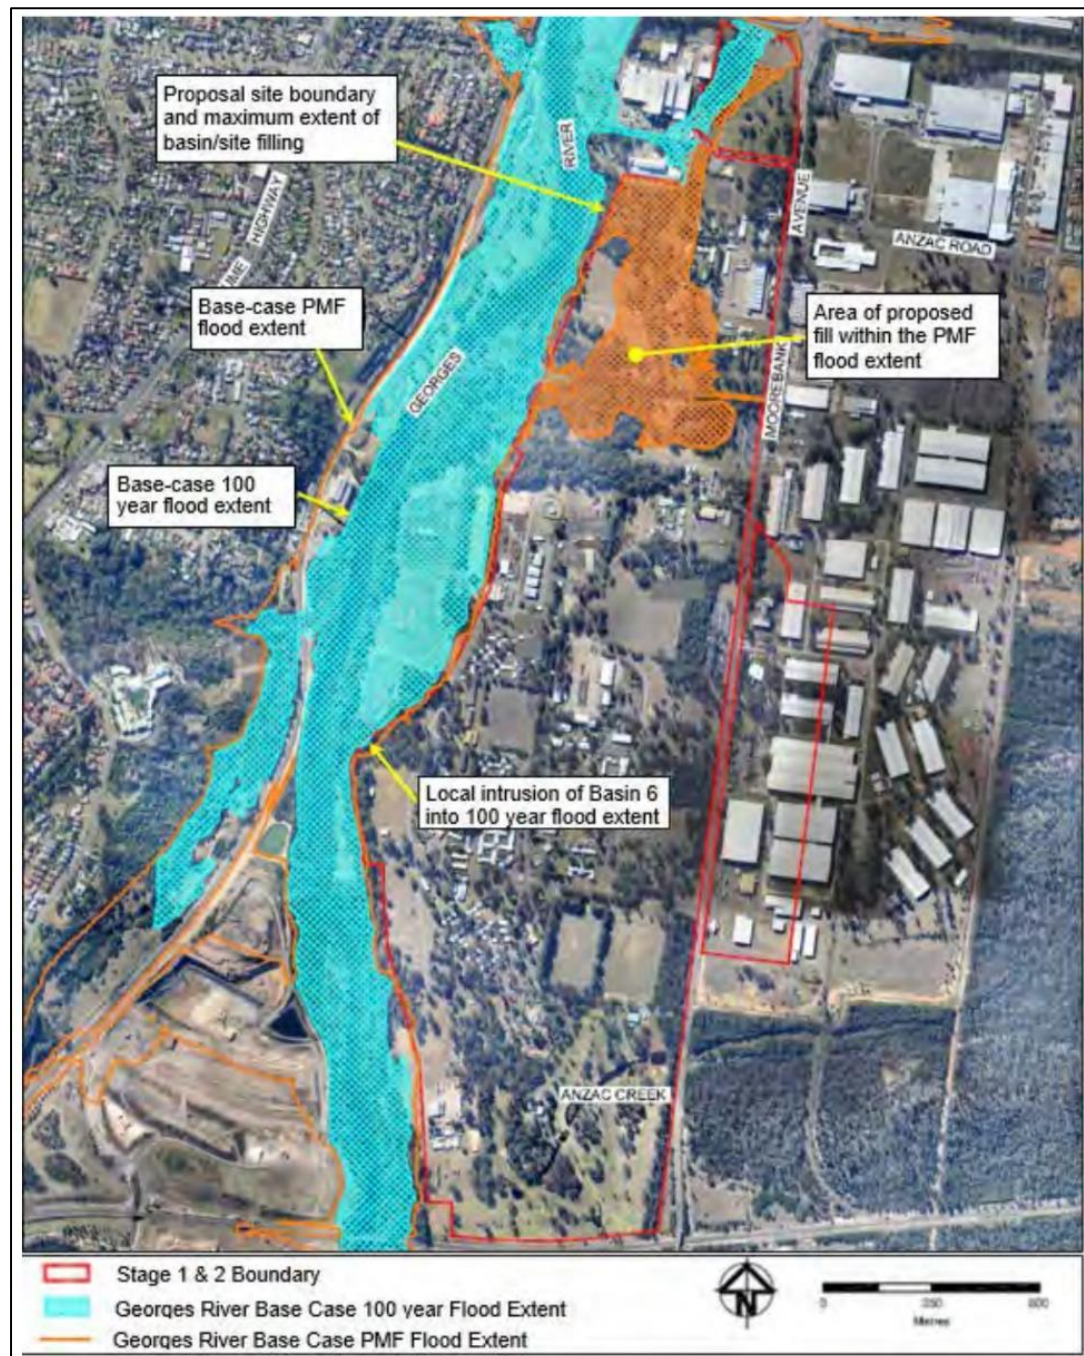 Proposal site boundary
and maximum extent of
basin/site filling
RIVER
HIGHWAY
AVENUE
ANZAC ROAD
Base-case PMF
flood extent
Area of proposed
fill within the PMF
flood extent
GEORGES
MOOREBANK
Base-case 100
year flood extent
Local intrusion of Basin 6
into 100 year flood extent
ANZAC CREEK
Stage 1 & 2 Boundary
Georges River Base Case 100 year Flood Extent
Georges River Base Case PMF Flood Extent
N
0
Metres